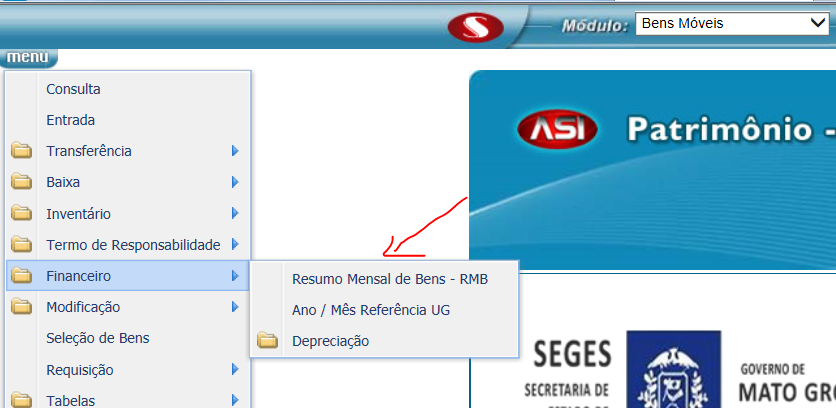 Módulo: Bens Móveis
menu
Consulta
Entrada
Transferência
Baixa
Inventário
Termo de Responsabilidade
Financeiro
Modificação
Seleção de Bens
Requisição
Tabelas
Resumo Mensal de Bens - RMB
Ano / Mês Referência UG
Depreciação
ASI Patrimônio -
SEGES
SECRETARIA DE
GOVERNO DE
MATO GR